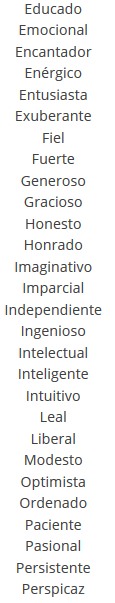 Educado
Emocional
Encantador
Enérgico
Entusiasta
Exuberante
Fiel
Fuerte
Generoso
Gracioso
Honesto
Honrado
Imaginativo
Imparcial
Independiente
Ingenioso
Intelectual
Inteligente
Intuitivo
Leal
Liberal
Modesto
Optimista
Ordenado
Paciente
Pasional
Persistente
Perspicaz